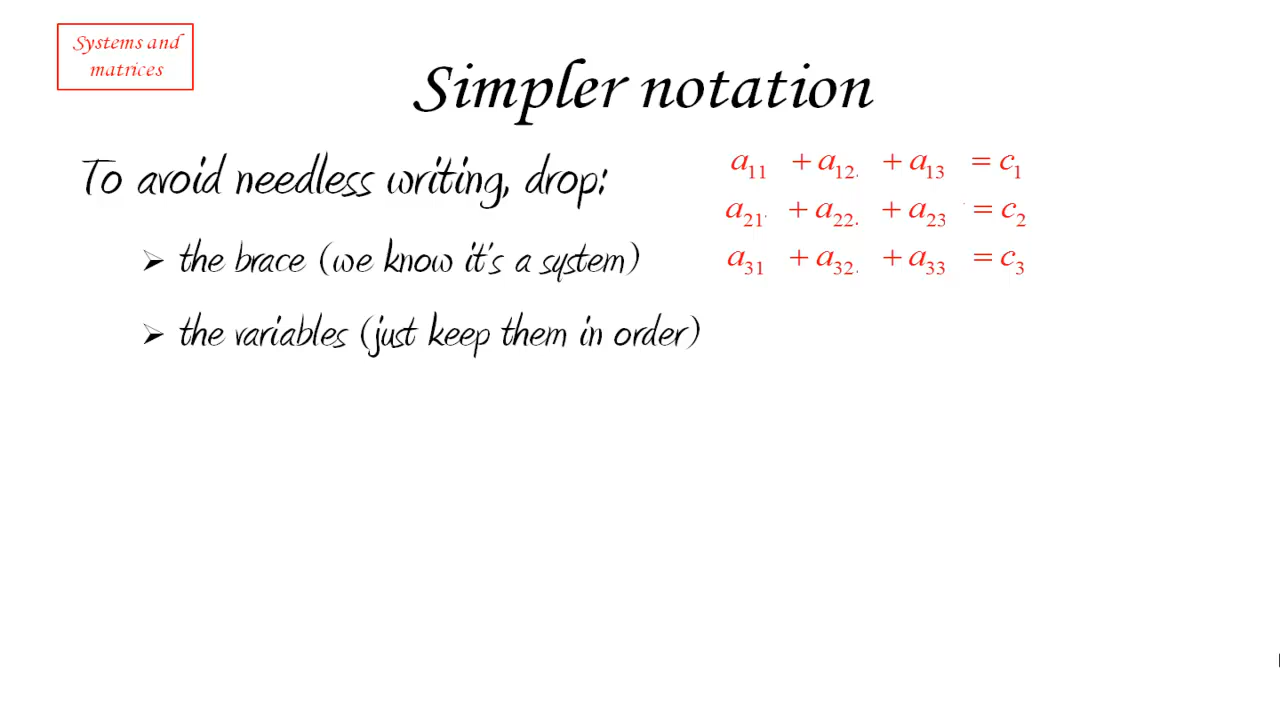 Systems and
matrices
Simpler notation
To avoid needless writing, drop:
➢ the brace (we know it's a system)
➢ the variables (just keep them in order)
a₁₁ + a₁₂ + a₁₃ = c₁
a₂₁ + a₂₂ + a₂₃ = c₂
a₃₁ + a₃₂ + a₃₃ = c₃